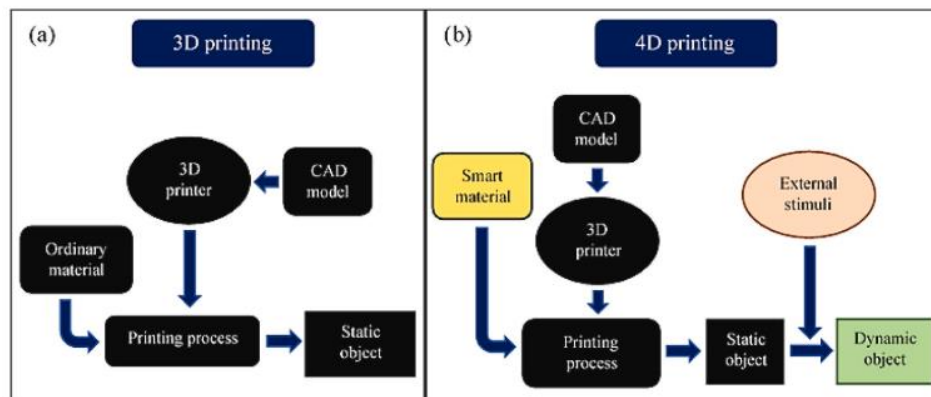 (a)
3D printing
3D
printer
CAD
model
Ordinary
material
Printing process
Static
object
(b)
4D printing
CAD
model
Smart
material
External
stimuli
3D
printer
Printing
process
Static
object
Dynamic
object